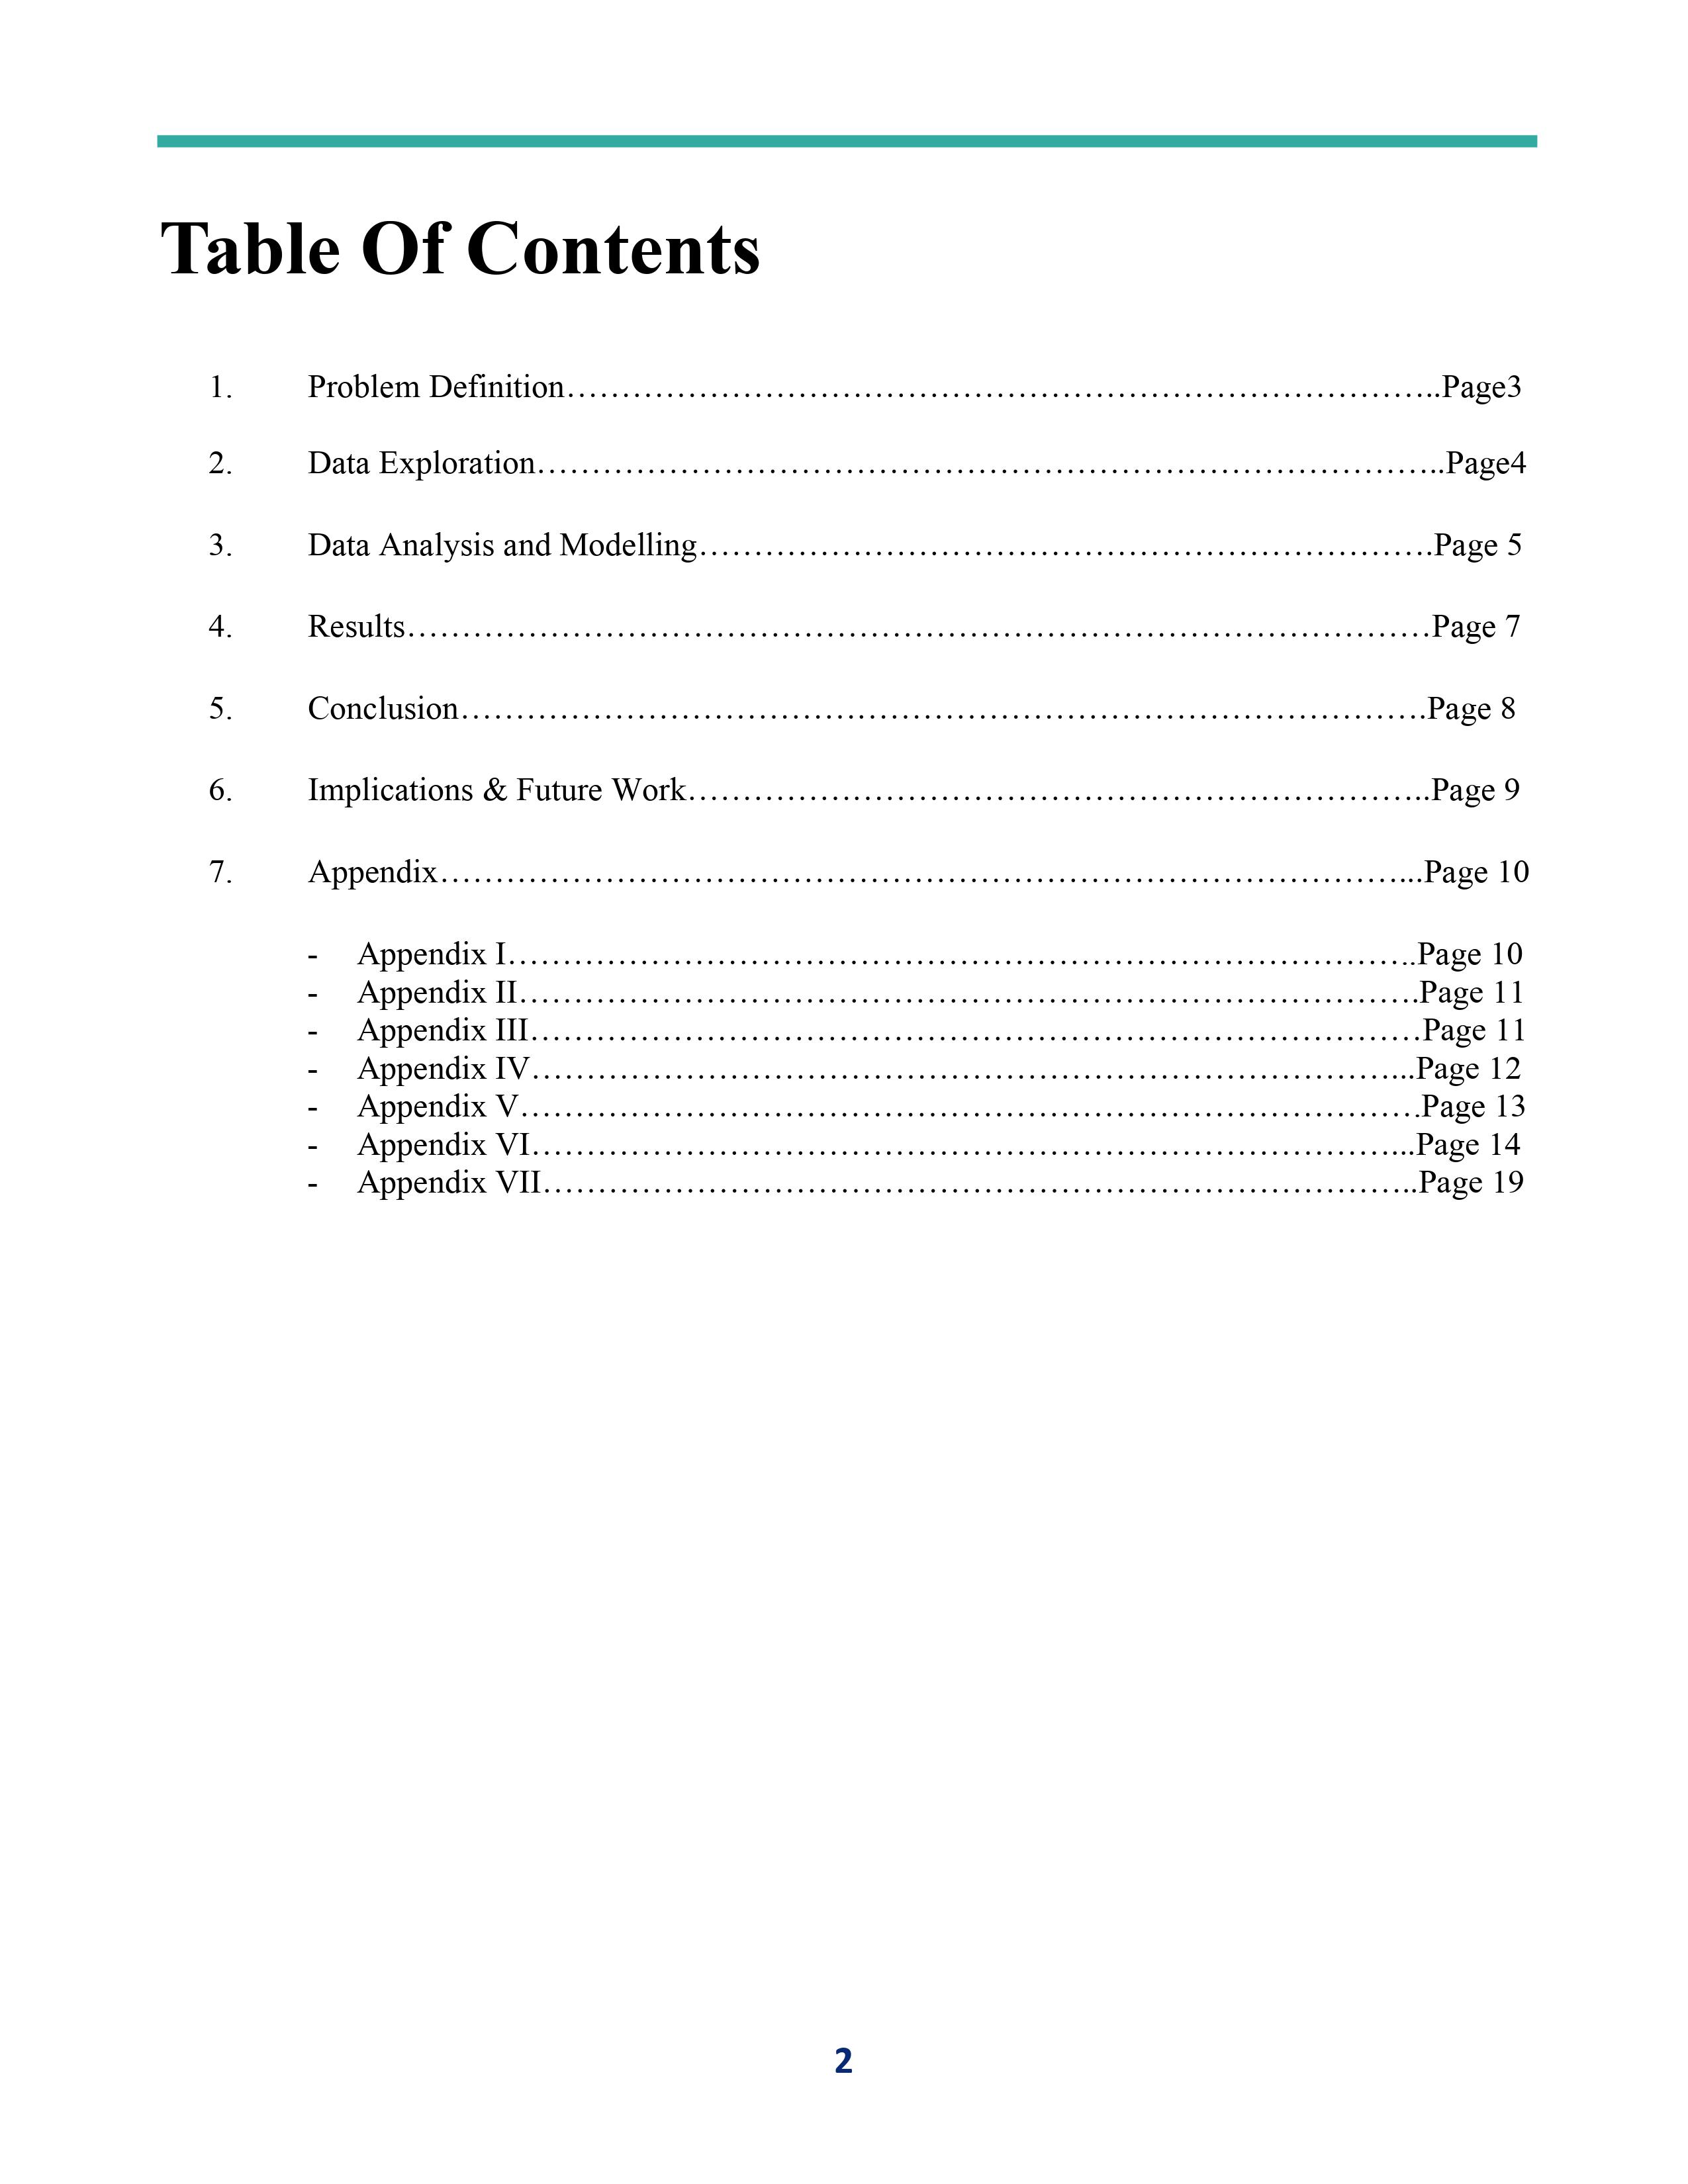 Table Of Contents
1. Problem Definition……………………………………………………………………..Page3
2. Data Exploration………………………………………………………………………..Page4
3. Data Analysis and Modelling………………………………………………………….Page 5
4. Results…………………………………………………………………………………Page 7
5. Conclusion…………………………………………………………………………….Page 8
6. Implications & Future Work…………………………………………………………..Page 9
7. Appendix……………………………………………………………………………...Page 10
- Appendix I………………………………………………………………………..Page 10
- Appendix II……………………………………………………………………….Page 11
- Appendix III………………………………………………………………………Page 11
- Appendix IV……………………………………………………………………...Page 12
- Appendix V……………………………………………………………………….Page 13
- Appendix VI……………………………………………………………………...Page 14
- Appendix VII……………………………………………………………………..Page 19
2